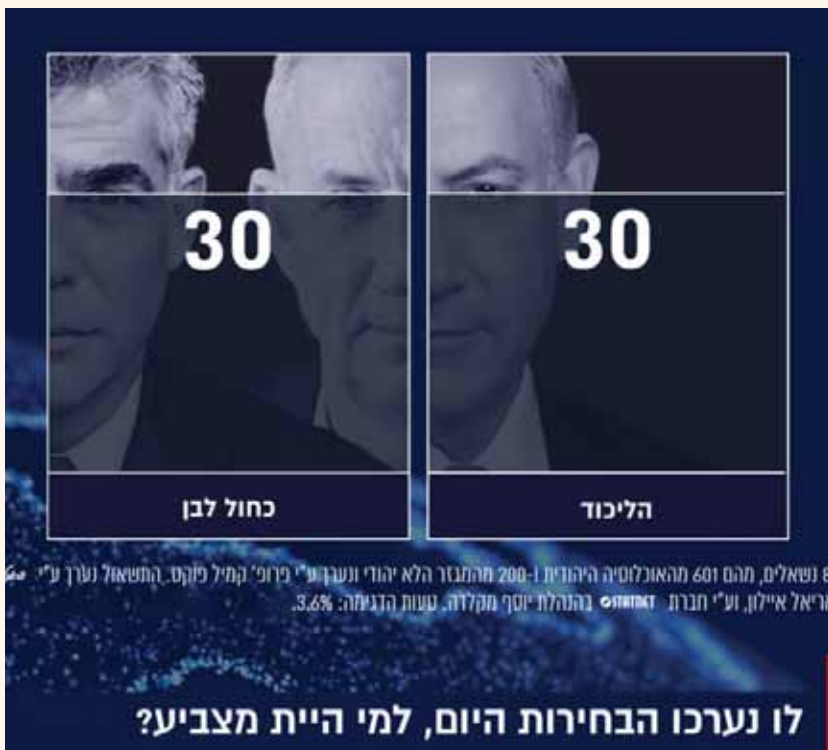 30
30
הליכוד
כחול לבן
נשאלים, מהם 601 מהאוכלוסיה היהודית ו-200 מהמגזר הלא יהודי ונערך ע"י פרופ' קמיל פוקס. התשאול נערך ע"י
אריאל איילון, וע"י חברת STATNET בהנהלת יוסף מקלדה. טעות הדגימה: 3.6%.
לו נערכו הבחירות היום, למי היית מצביע?